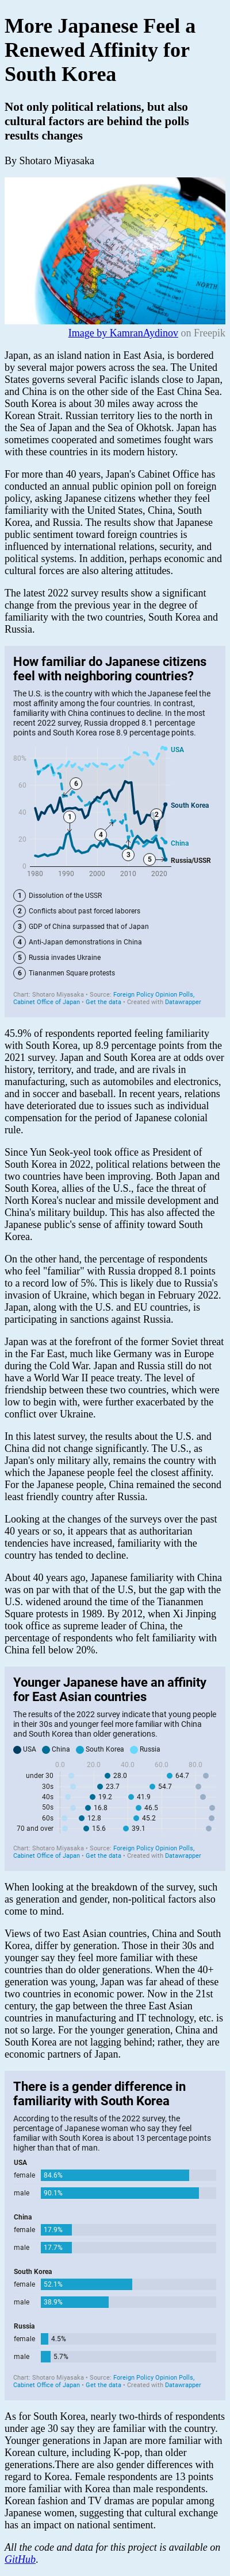 More Japanese Feel a
Renewed Affinity for
South Korea
Not only political relations, but also
cultural factors are behind the polls
results changes
By Shotaro Miyasaka
NORTH
Image by KamranAydinov on Freepik
Japan, as an island nation in East Asia, is bordered
by several major powers across the sea. The United
States governs several Pacific islands close to Japan,
and China is on the other side of the East China Sea.
South Korea is about 30 miles away across the
Korean Strait. Russian territory lies to the north in
the Sea of Japan and the Sea of Okhotsk. Japan has
sometimes cooperated and sometimes fought wars
with these countries in its modern history.
For more than 40 years, Japan's Cabinet Office has
conducted an annual public opinion poll on foreign
policy, asking Japanese citizens whether they feel
familiarity with the United States, China, South
Korea, and Russia. The results show that Japanese
public sentiment toward foreign countries is
influenced by international relations, security, and
political systems. In addition, perhaps economic and
cultural forces are also altering attitudes.
The latest 2022 survey results show a significant
change from the previous year in the degree of
familiarity with the two countries, South Korea and
Russia.
How familiar do Japanese citizens
feel with neighboring countries?
The U.S. is the country with which the Japanese feel the
most affinity among the four countries. In contrast,
familiarity with China continues to decline. In the most
recent 2022 survey, Russia dropped 8.1 percentage
points and South Korea rose 8.9 percentage points.
80%
60
40
20
0
1980 1990 2000 2010 2020
USA
South Korea
China
Russia/USSR
6
1
2
4
3
5
1 Dissolution of the USSR
2 Conflicts about past forced laborers
3 GDP of China surpassed that of Japan
4 Anti-Japan demonstrations in China
5 Russia invades Ukraine
6 Tiananmen Square protests
Chart: Shotaro Miyasaka • Source: Foreign Policy Opinion Polls,
Cabinet Office of Japan • Get the data • Created with Datawrapper
45.9% of respondents reported feeling familiarity
with South Korea, up 8.9 percentage points from the
2021 survey. Japan and South Korea are at odds over
history, territory, and trade, and are rivals in
manufacturing, such as automobiles and electronics,
and in soccer and baseball. In recent years, relations
have deteriorated due to issues such as individual
compensation for the period of Japanese colonial
rule.
Since Yun Seok-yeol took office as President of
South Korea in 2022, political relations between the
two countries have been improving. Both Japan and
South Korea, allies of the U.S., face the threat of
North Korea's nuclear and missile development and
China's military buildup. This has also affected the
Japanese public's sense of affinity toward South
Korea.
On the other hand, the percentage of respondents
who feel "familiar" with Russia dropped 8.1 points
to a record low of 5%. This is likely due to Russia's
invasion of Ukraine, which began in February 2022.
Japan, along with the U.S. and EU countries, is
participating in sanctions against Russia.
Japan was at the forefront of the former Soviet threat
in the Far East, much like Germany was in Europe
during the Cold War. Japan and Russia still do not
have a World War II peace treaty. The level of
friendship between these two countries, which were
low to begin with, were further exacerbated by the
conflict over Ukraine.
In this latest survey, the results about the U.S. and
China did not change significantly. The U.S., as
Japan's only military ally, remains the country with
which the Japanese people feel the closest affinity.
For the Japanese people, China remained the second
least friendly country after Russia.
Looking at the changes of the surveys over the past
40 years or so, it appears that as authoritarian
tendencies have increased, familiarity with the
country has tended to decline.
About 40 years ago, Japanese familiarity with China
was on par with that of the U.S, but the gap with the
U.S. widened around the time of the Tiananmen
Square protests in 1989. By 2012, when Xi Jinping
took office as supreme leader of China, the
percentage of respondents who felt familiarity with
China fell below 20%.
Younger Japanese have an affinity
for East Asian countries
The results of the 2022 survey indicate that young people
in their 30s and younger feel more familiar with China
and South Korea than older generations.
USA China South Korea Russia
0.0 20.0 40.0 60.0 80.0
under 30 28.0 64.7
30s 23.7 54.7
40s 19.2 41.9
50s 16.8 46.5
60s 12.8 45.2
70 and over 15.6 39.1
Chart: Shotaro Miyasaka • Source: Foreign Policy Opinion Polls,
Cabinet Office of Japan • Get the data • Created with Datawrapper
When looking at the breakdown of the survey, such
as generation and gender, non-political factors also
come to mind.
Views of two East Asian countries, China and South
Korea, differ by generation. Those in their 30s and
younger say they feel more familiar with these
countries than do older generations. When the 40+
generation was young, Japan was far ahead of these
two countries in economic power. Now in the 21st
century, the gap between the three East Asian
countries in manufacturing and IT technology, etc. is
not so large. For the younger generation, China and
South Korea are not lagging behind; rather, they are
economic partners of Japan.
There is a gender difference in
familiarity with South Korea
According to the results of the 2022 survey, the
percentage of Japanese woman who say they feel
familiar with South Korea is about 13 percentage points
higher than that of man.
USA
female 84.6%
male 90.1%
China
female 17.9%
male 17.7%
South Korea
female 52.1%
male 38.9%
Russia
female 4.5%
male 5.7%
Chart: Shotaro Miyasaka • Source: Foreign Policy Opinion Polls,
Cabinet Office of Japan • Get the data • Created with Datawrapper
As for South Korea, nearly two-thirds of respondents
under age 30 say they are familiar with the country.
Younger generations in Japan are more familiar with
Korean culture, including K-pop, than older
generations.There are also gender differences with
regard to Korea. Female respondents are 13 points
more familiar with Korea than male respondents.
Korean fashion and TV dramas are popular among
Japanese women, suggesting that cultural exchange
has an impact on national sentiment.
All the code and data for this project is available on
GitHub.